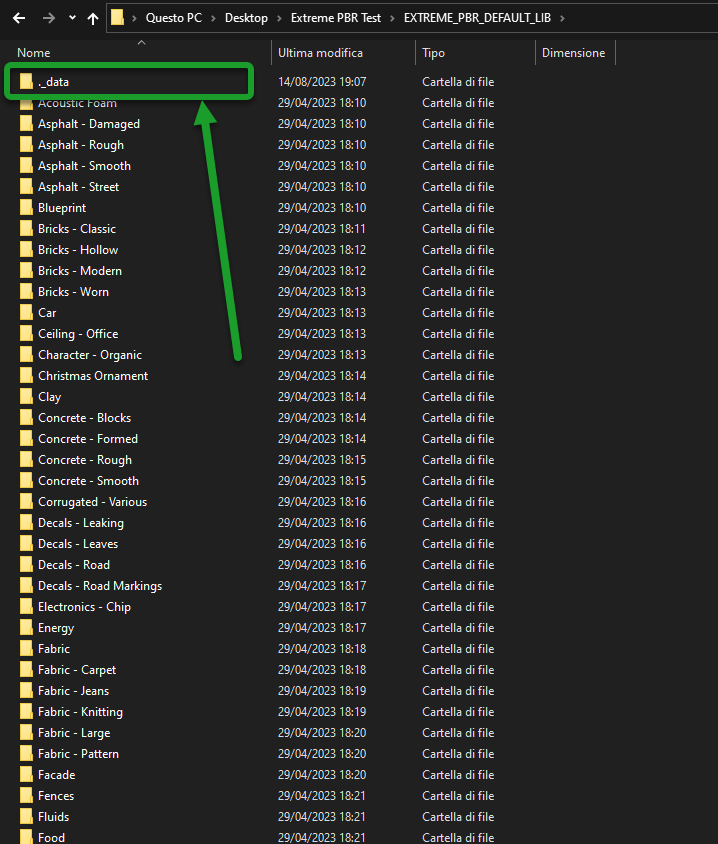 Questo PC > Desktop > Extreme PBR Test > EXTREME_PBR_DEFAULT_LIB >
Nome Ultima modifica Tipo Dimensione
._data 14/08/2023 19:07 Cartella di file
Acoustic Foam 29/04/2023 18:10 Cartella di file
Asphalt - Damaged 29/04/2023 18:10 Cartella di file
Asphalt - Rough 29/04/2023 18:10 Cartella di file
Asphalt - Smooth 29/04/2023 18:10 Cartella di file
Asphalt - Street 29/04/2023 18:10 Cartella di file
Blueprint 29/04/2023 18:10 Cartella di file
Bricks - Classic 29/04/2023 18:11 Cartella di file
Bricks - Hollow 29/04/2023 18:12 Cartella di file
Bricks - Modern 29/04/2023 18:12 Cartella di file
Bricks - Worn 29/04/2023 18:13 Cartella di file
Car 29/04/2023 18:13 Cartella di file
Ceiling - Office 29/04/2023 18:13 Cartella di file
Character - Organic 29/04/2023 18:13 Cartella di file
Christmas Ornament 29/04/2023 18:14 Cartella di file
Clay 29/04/2023 18:14 Cartella di file
Concrete - Blocks 29/04/2023 18:14 Cartella di file
Concrete - Formed 29/04/2023 18:14 Cartella di file
Concrete - Rough 29/04/2023 18:15 Cartella di file
Concrete - Smooth 29/04/2023 18:15 Cartella di file
Corrugated - Various 29/04/2023 18:16 Cartella di file
Decals - Leaking 29/04/2023 18:16 Cartella di file
Decals - Leaves 29/04/2023 18:16 Cartella di file
Decals - Road 29/04/2023 18:16 Cartella di file
Decals - Road Markings 29/04/2023 18:17 Cartella di file
Electronics - Chip 29/04/2023 18:17 Cartella di file
Energy 29/04/2023 18:17 Cartella di file
Fabric 29/04/2023 18:18 Cartella di file
Fabric - Carpet 29/04/2023 18:18 Cartella di file
Fabric - Jeans 29/04/2023 18:19 Cartella di file
Fabric - Knitting 29/04/2023 18:19 Cartella di file
Fabric - Large 29/04/2023 18:20 Cartella di file
Fabric - Pattern 29/04/2023 18:20 Cartella di file
Facade 29/04/2023 18:20 Cartella di file
Fences 29/04/2023 18:21 Cartella di file
Fluids 29/04/2023 18:21 Cartella di file
Food 29/04/2023 18:21 Cartella di file